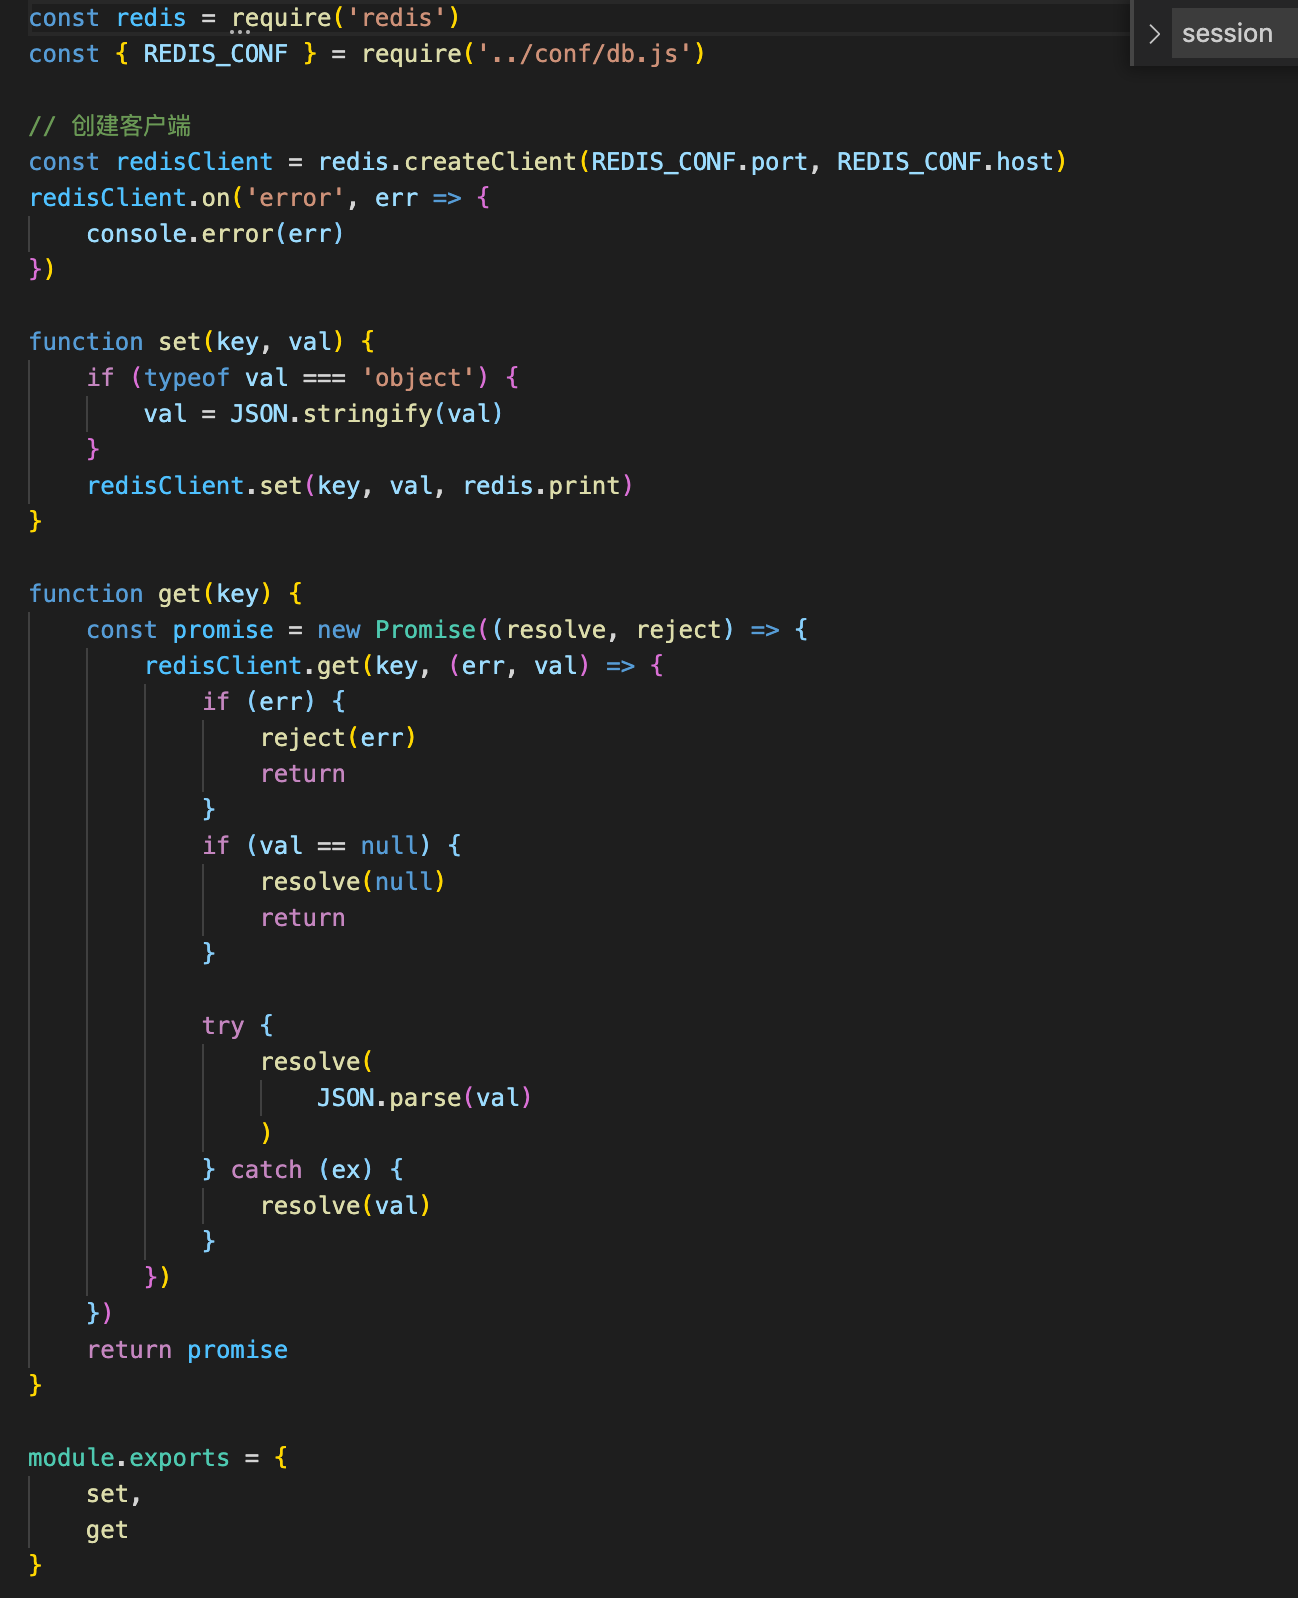 const redis = require('redis')
session
const { REDIS_CONF } = require('../conf/db.js')

// 创建客户端
const redisClient = redis.createClient(REDIS_CONF.port, REDIS_CONF.host)
redisClient.on('error', err => {
    console.error(err)
})

function set(key, val) {
    if (typeof val === 'object') {
        val = JSON.stringify(val)
    }
    redisClient.set(key, val, redis.print)
}

function get(key) {
    const promise = new Promise((resolve, reject) => {
        redisClient.get(key, (err, val) => {
            if (err) {
                reject(err)
                return
            }
            if (val == null) {
                resolve(null)
                return
            }

            try {
                resolve(
                    JSON.parse(val)
                )
            } catch (ex) {
                resolve(val)
            }
        })
    })
    return promise
}

module.exports = {
    set,
    get
}